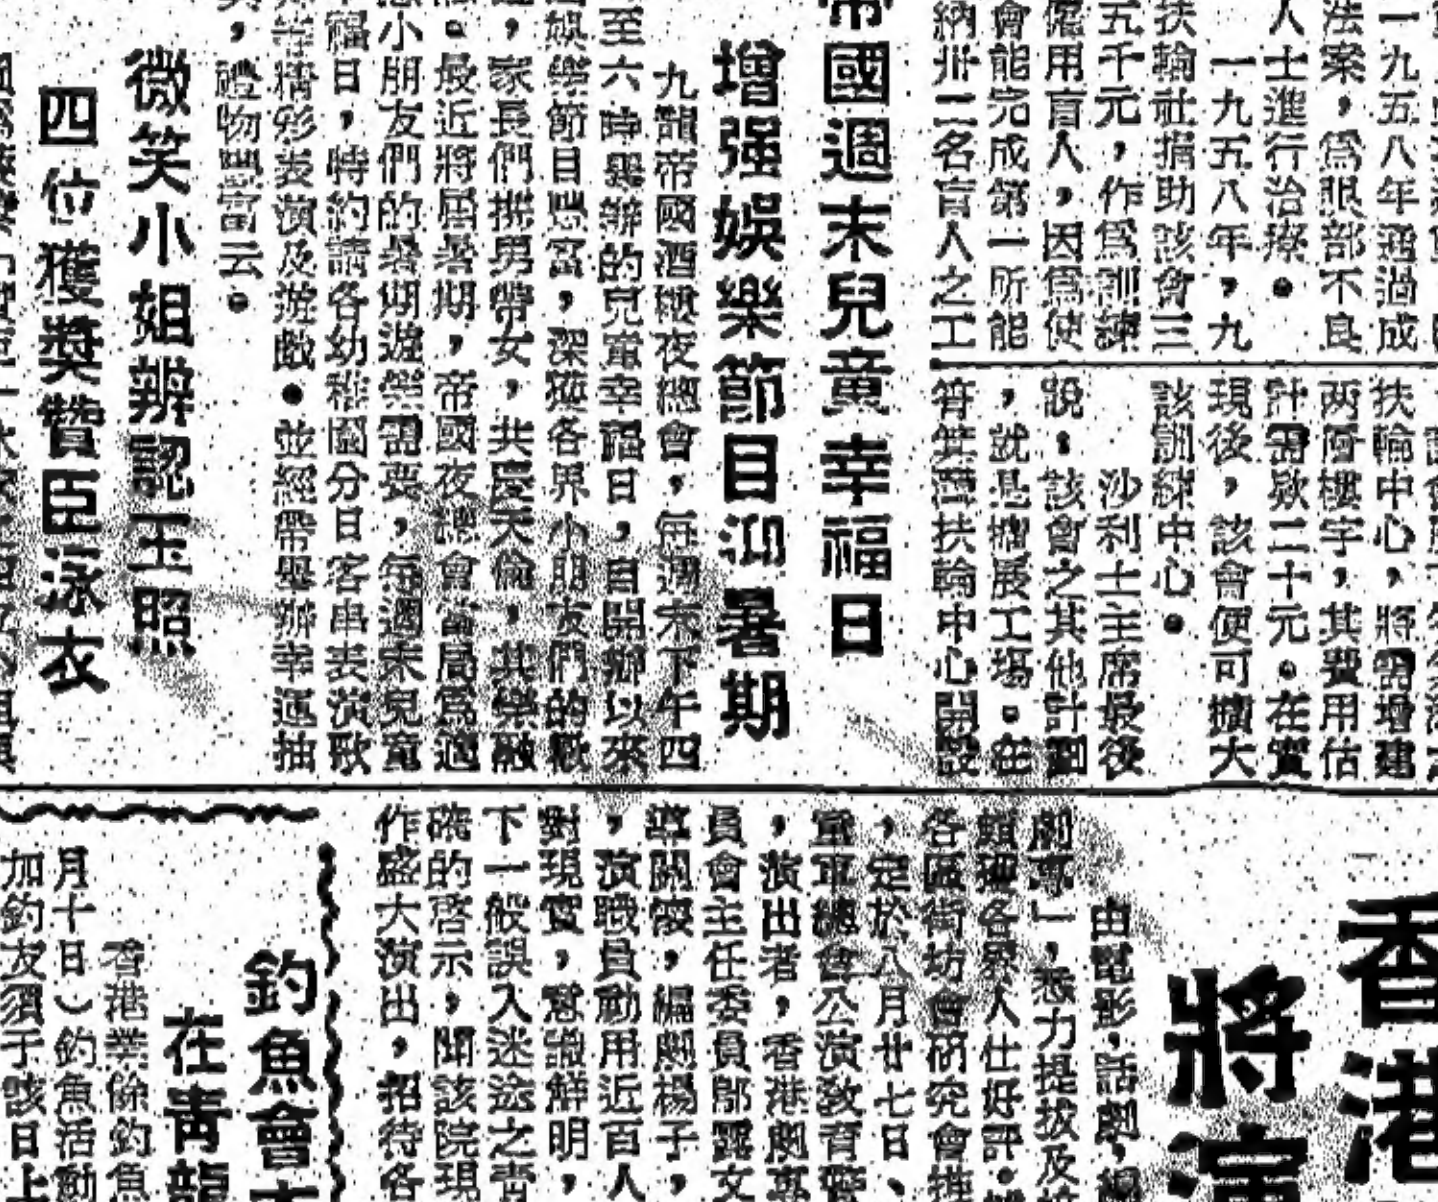 一九五八年通過成
法案，為眼部不良
人士進行治療。
一九五八年，九
扶輪社捐助該會三
五千元，作為訓練
僱用盲人，因為使
會能完成第一所能
納卅二名盲人之工
扶輪中心，將需增建
兩層樓宇，其費用估
計需欵二十元。在實
現後，該會便可擴大
該訓練中心。
沙利士主席最後
說：該會之其他計劃
，就是擴展工場。在
筲箕灣扶輪中心開設
帝國週末兒童幸福日
增强娛樂節目迎暑期
九龍帝國酒樓夜總會，每週末下午四
至六時舉辦的兒童幸福日，自開辦以來
娛樂節目豐富，深獲各界小朋友們的歡
，家長們携男帶女，共慶天倫，其樂融
。最近將屆暑期，帝國夜總會當局為適
小朋友們的暑期遊樂需要，每週末兒童
福日，特約請各幼稚園分日客串表演歌
精彩表演及遊戲。並經常舉辦幸運抽
，禮物豐富云。
微笑小姐辨認玉照
四位獲獎贊臣泳衣
香港
將演
由電影，話劇，
劇專」，悉力提拔及
頗獲各界人仕好評。
各區街坊會研究會推
，定於八月廿七日、
童軍總會公演教育
，演出者，香港劇專
員會主任委員鄔露文
導關陵，編劇楊子，
，演職員動用近百人
對現實，意識鮮明，
下一般誤入迷途之青
確的啓示，聞該院現
作盛大演出，招待各
釣魚會
在青龍
香港業餘釣魚
月十日）釣魚活動
加釣友須于該日上